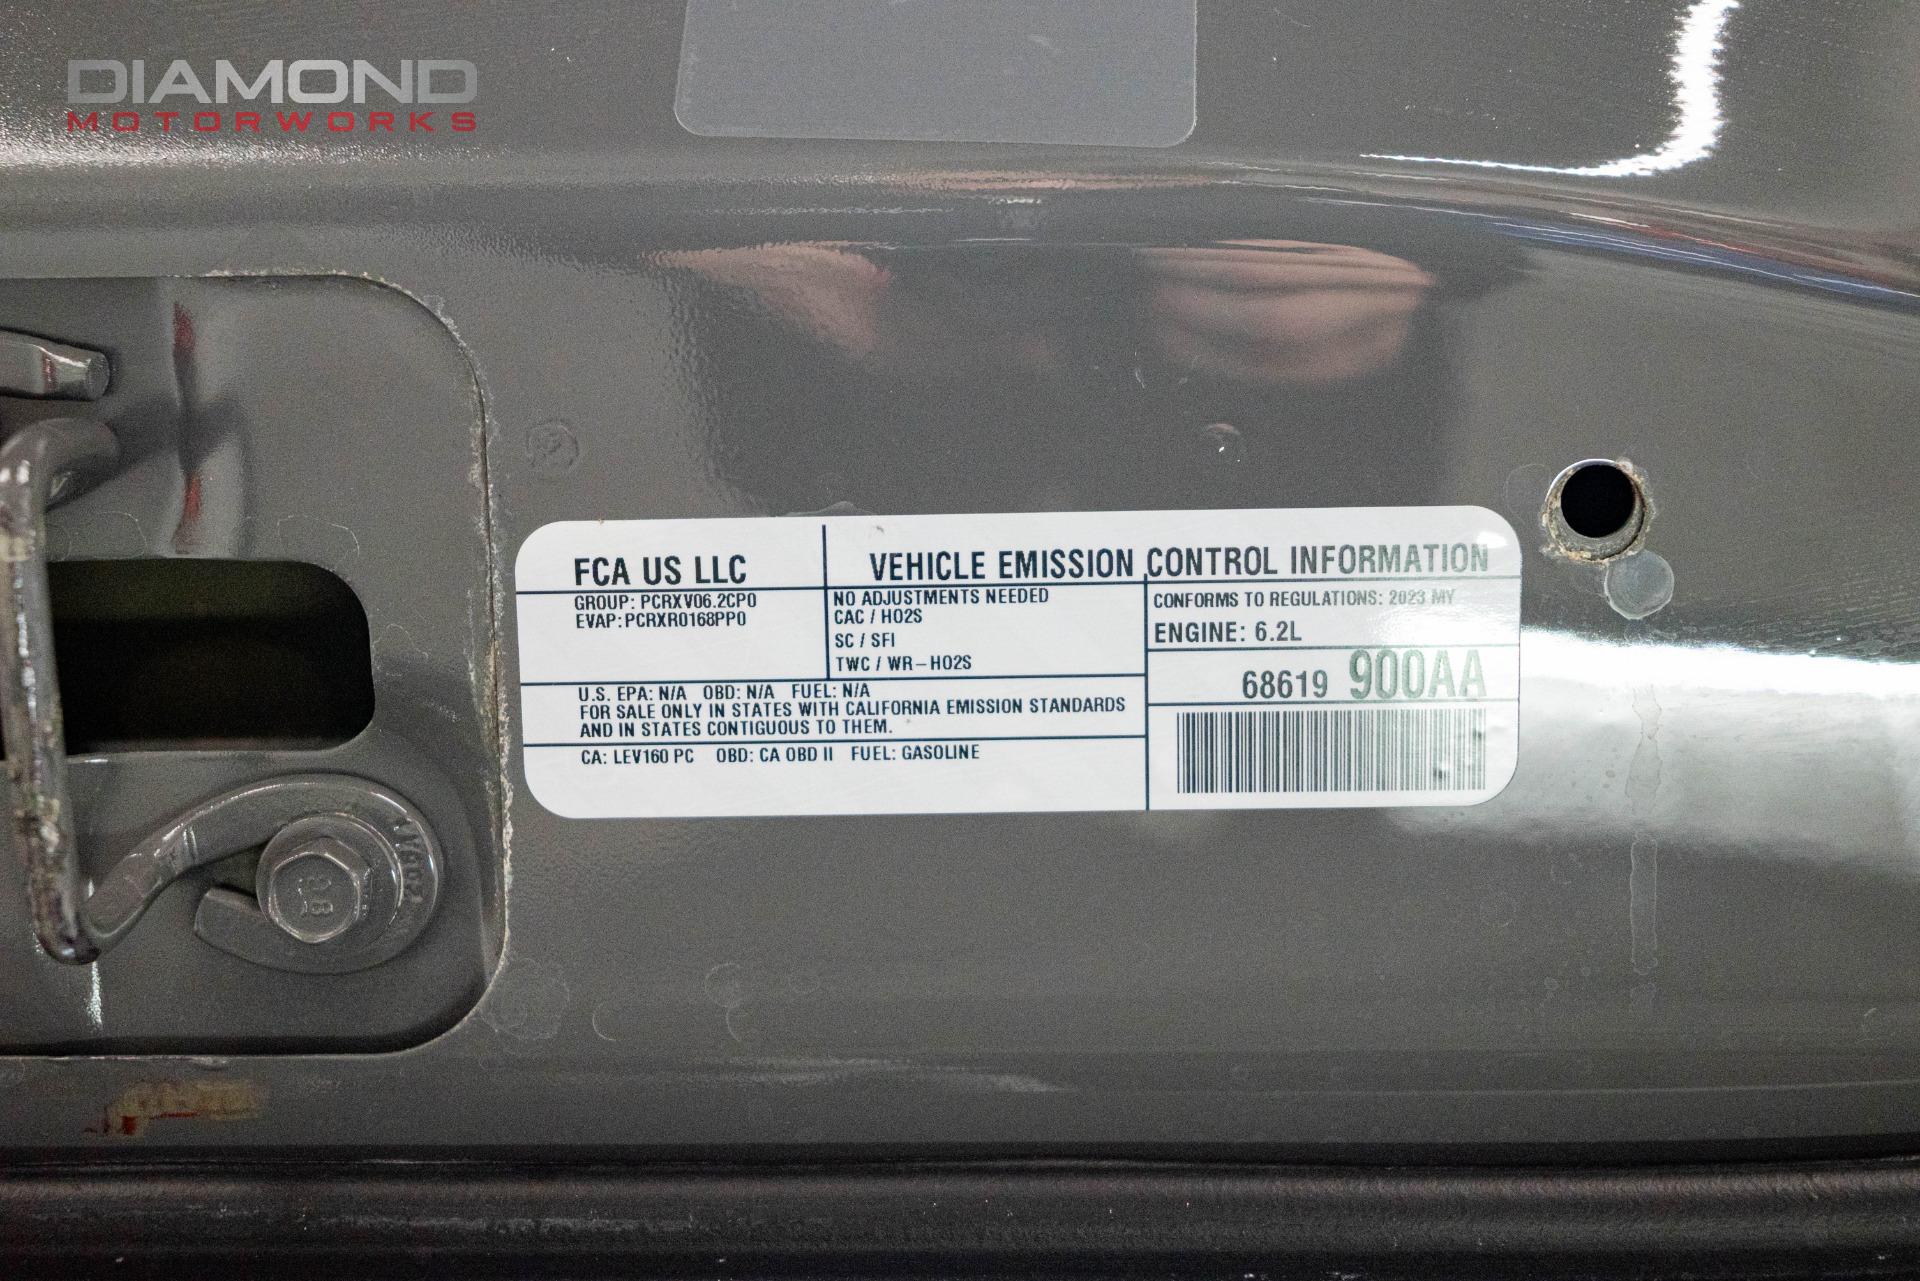 DIAMOND
MOTORWORKS
FCA US LLC
VEHICLE EMISSION CONTROL INFORMATION
GROUP: PCRXV06.2CP0
EVAP: PCRXR0168PP0
NO ADJUSTMENTS NEEDED
CAC / HO2S
SC / SFI
TWC / WR-HO2S
CONFORMS TO REGULATIONS: 2023 MY
ENGINE: 6.2L
68619 900AA
U.S. EPA: N/A OBD: N/A FUEL: N/A
FOR SALE ONLY IN STATES WITH CALIFORNIA EMISSION STANDARDS
AND IN STATES CONTIGUOUS TO THEM.
CA: LEV160 PC OBD: CA OBD II FUEL: GASOLINE